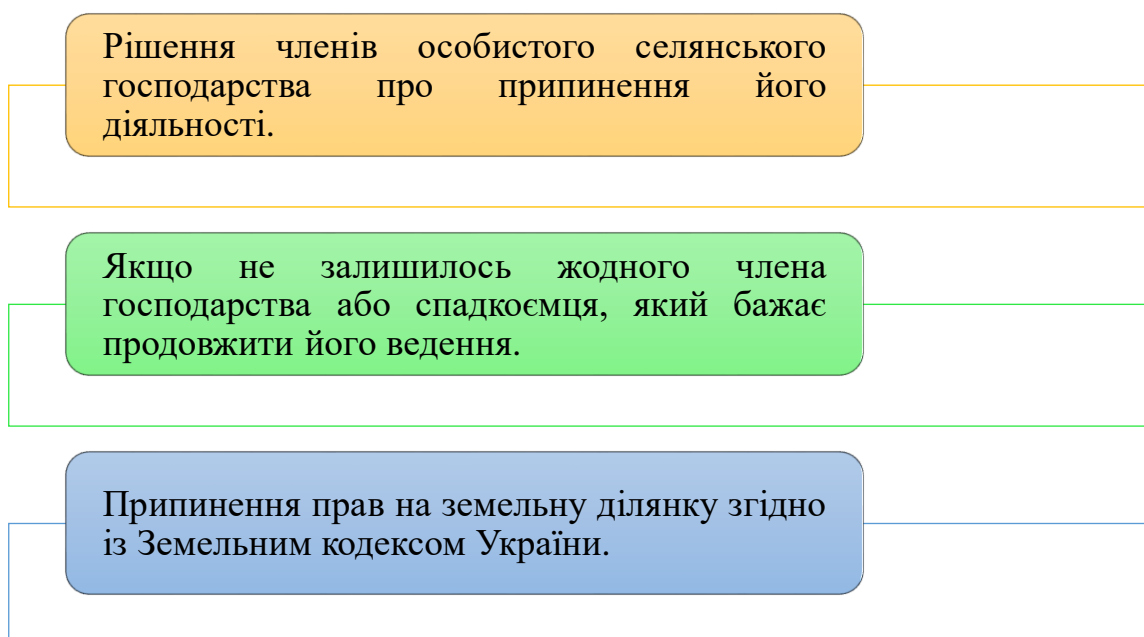 Рішення членів особистого селянського
господарства про припинення його
діяльності.
Якщо не залишилось жодного члена
господарства або спадкоємця, який бажає
продовжити його ведення.
Припинення прав на земельну ділянку згідно
із Земельним кодексом України.